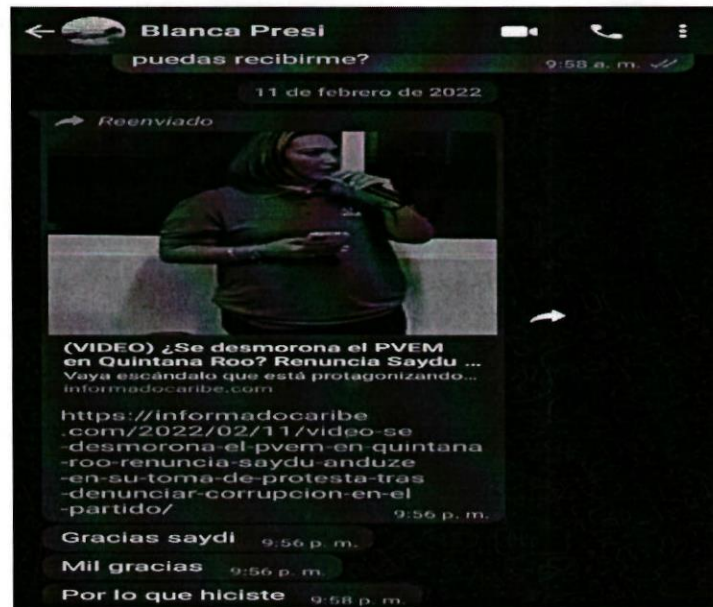 Blanca Presi
puedas recibirme?
9:58 a. m.
11 de febrero de 2022
Reenviado
(VIDEO) ¿Se desmorona el PVEM
en Quintana Roo? Renuncia Saydu ...
Vaya escándalo que está protagonizando...
informadocaribe.com
https://informadocaribe
.com/2022/02/11/video-se
-desmorona-el-pvem-en-quintana
-roo-renuncia-saydu-anduze
-en-su-toma-de-protesta-tras
-denunciar-corrupcion-en-el
-partido/
9:56 p. m.
Gracias saydi 9:56 p. m.
Mil gracias 9:56 p. m.
Por lo que hiciste 9:58 p. m.